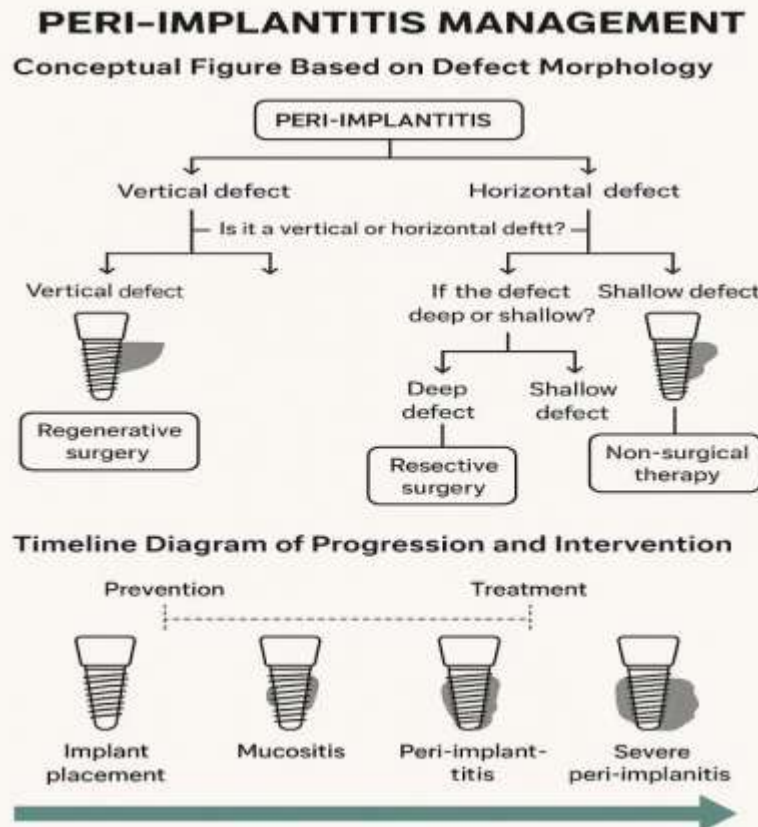 PERI-IMPLANTITIS MANAGEMENT
Conceptual Figure Based on Defect Morphology
PERI-IMPLANTITIS
Vertical defect
Horizontal defect
Is it a vertical or horizontal deftt?
Vertical defect
If the defect
deep or shallow?
Shallow defect
Deep
defect
Shallow
defect
Regenerative
surgery
Resective
surgery
Non-surgical
therapy
Timeline Diagram of Progression and Intervention
Prevention
Treatment
Implant
placement
Mucositis
Peri-implant-
titis
Severe
peri-implanitis